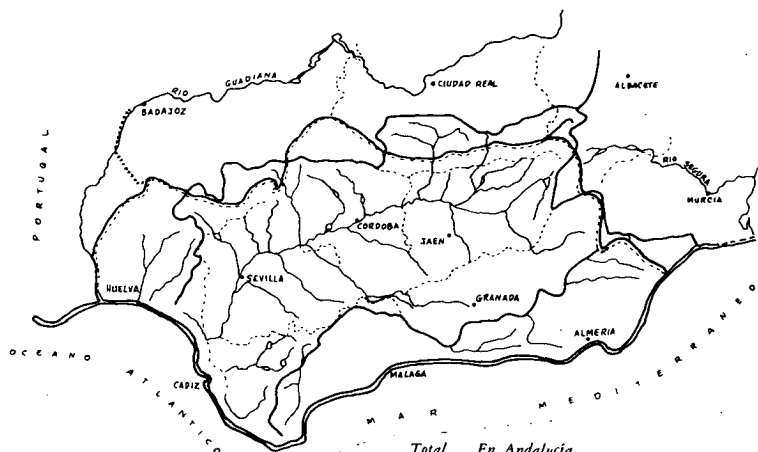 RIO GUADIANA
CIUDAD REAL
ALBACETE
BADAJOZ
PORTUGAL
RIO SEGURA
MURCIA
CORDOBA
JAEN
SEVILLA
HUELVA
GRANADA
ALMERIA
OCEANO ATLANTICO
CADIZ
MALAGA
MAR MEDITERRANEO
Total En Andalucía